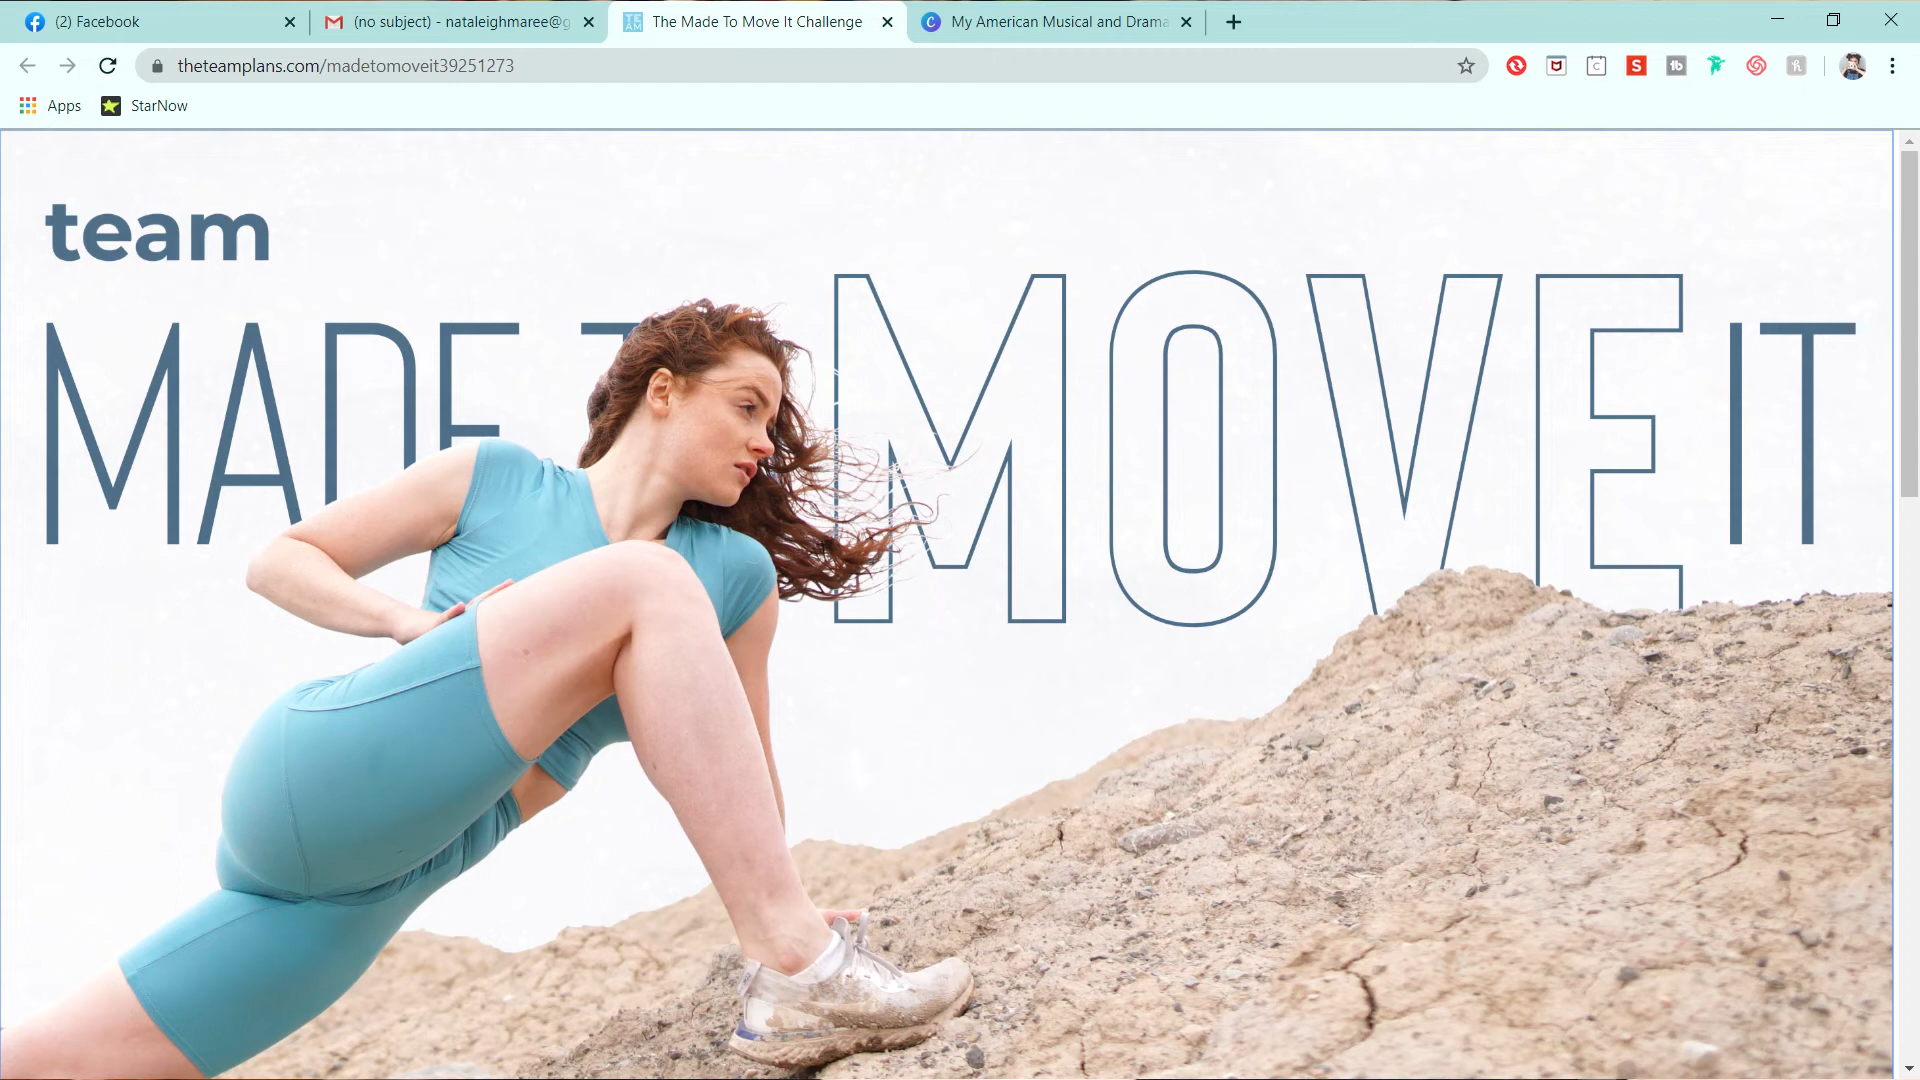 (2) Facebook
(no subject) - nataleighmaree@g
The Made To Move It Challenge
My American Musical and Drama
theteamplans.com/madetomoveit39251273
Apps
StarNow
team
MADE T MOVE IT